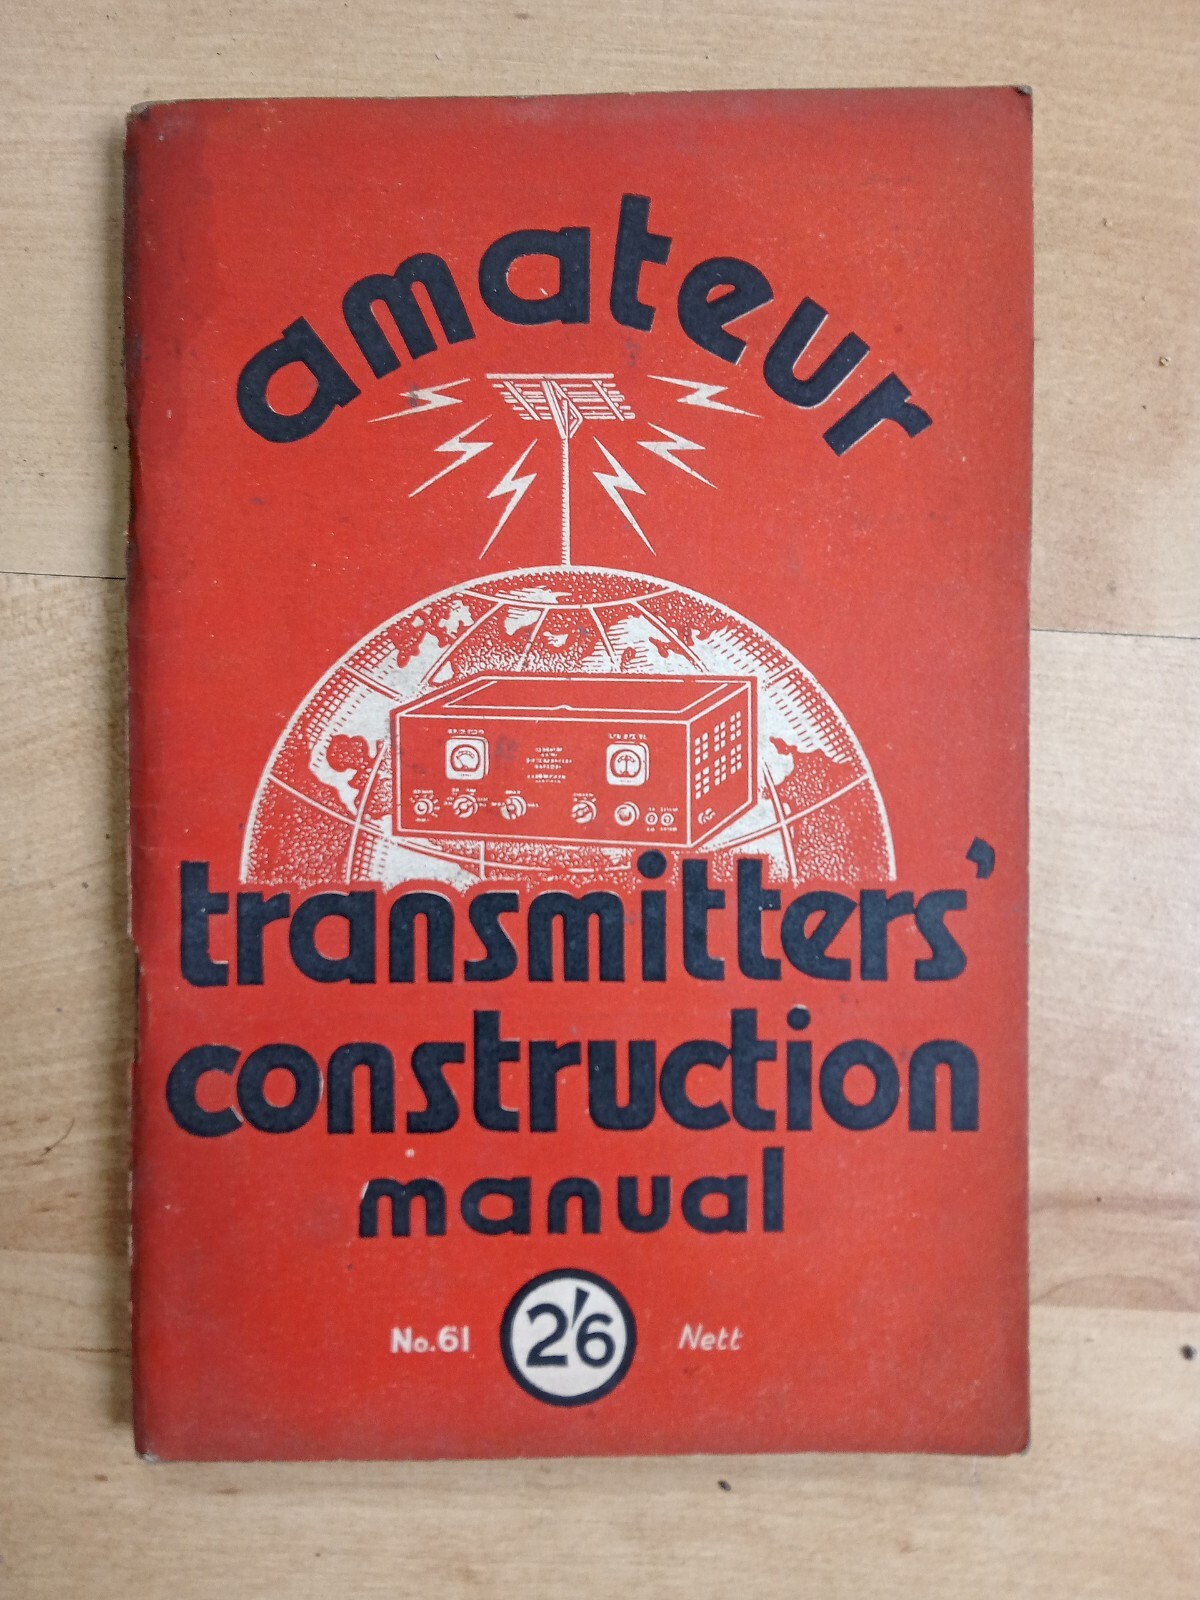 amateur
transmitters'
construction
manual
No.61 2'6 Nett